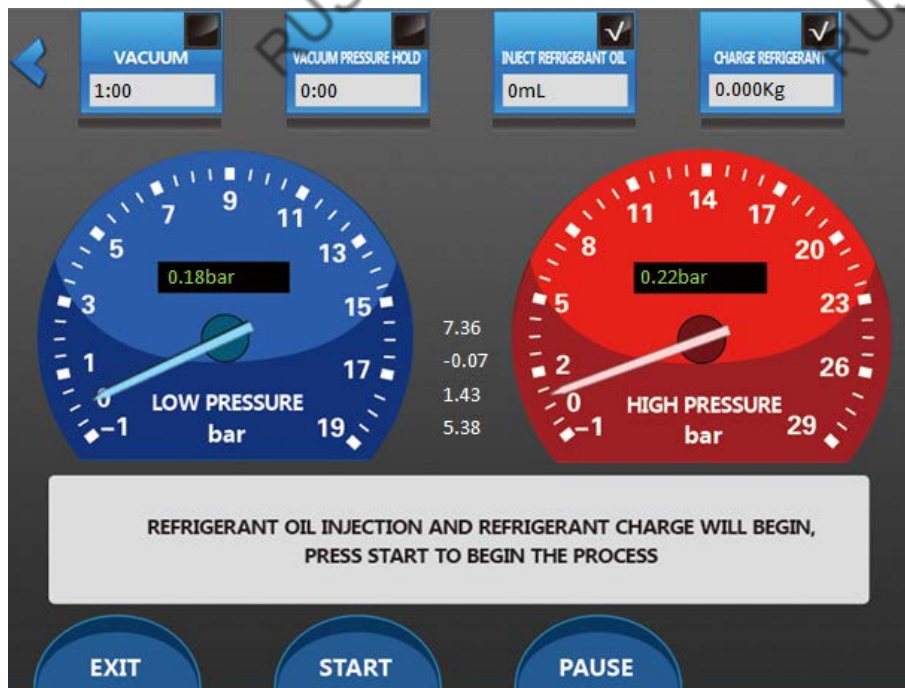 VACUUM
1:00
VACUUM PRESSURE HOLD
0:00
INJECT REFRIGERANT OIL
0mL
CHARGE REFRIGERANT
0.000Kg
-1
0
1
3
5
7
9
11
13
15
17
19
0.18bar
LOW PRESSURE
bar
7.36
-0.07
1.43
5.38
-1
0
2
5
8
11
14
17
20
23
26
29
0.22bar
HIGH PRESSURE
bar
REFRIGERANT OIL INJECTION AND REFRIGERANT CHARGE WILL BEGIN,
PRESS START TO BEGIN THE PROCESS
EXIT
START
PAUSE